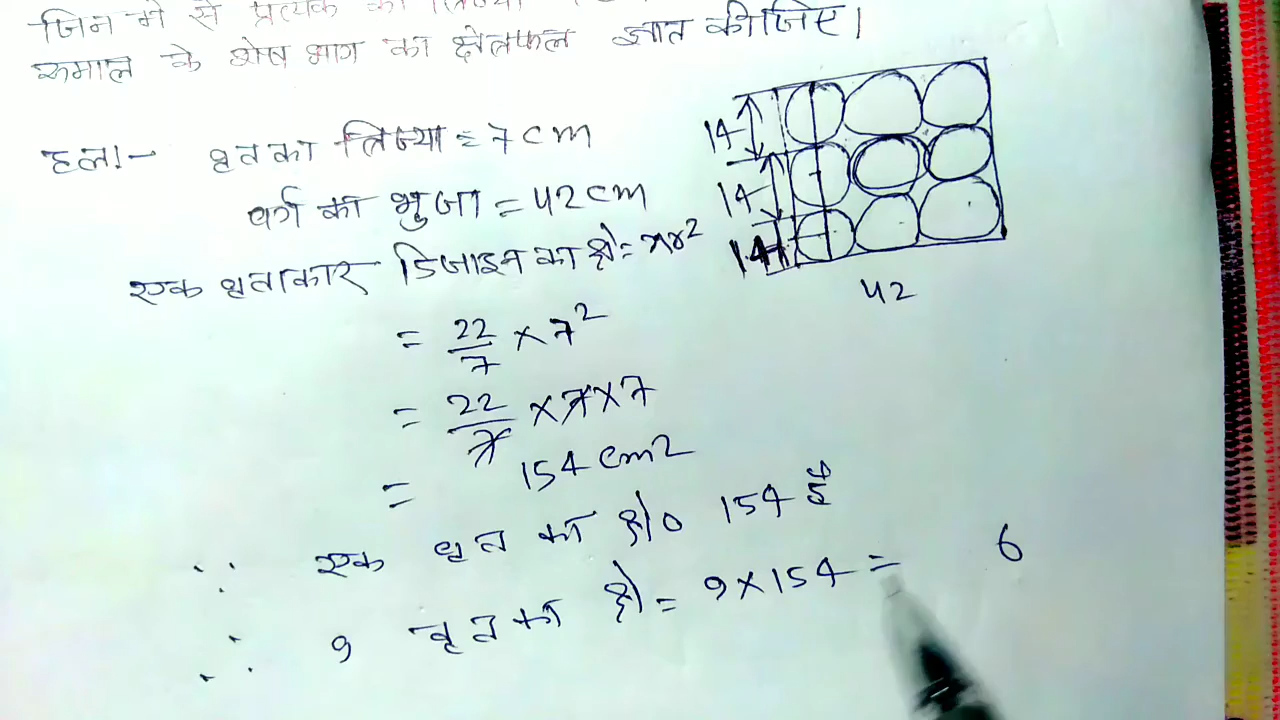 जिन में से प्रत्येक की त्रिज्या
रूमाल के शेष भाग का क्षेत्रफल ज्ञात कीजिए।
हल:- वृत का त्रिज्या = 7 cm
वर्ग की भुजा = 42 cm
एक वृताकार डिजाइन का क्षे॰ = πr²
= 22/7 × 7²
= 22/7 × 7 × 7
= 154 cm2
∵ एक वृत का क्षे० 154 है
∴ 9 वृत का क्षे = 9 × 154 = 6
14
14
14
42